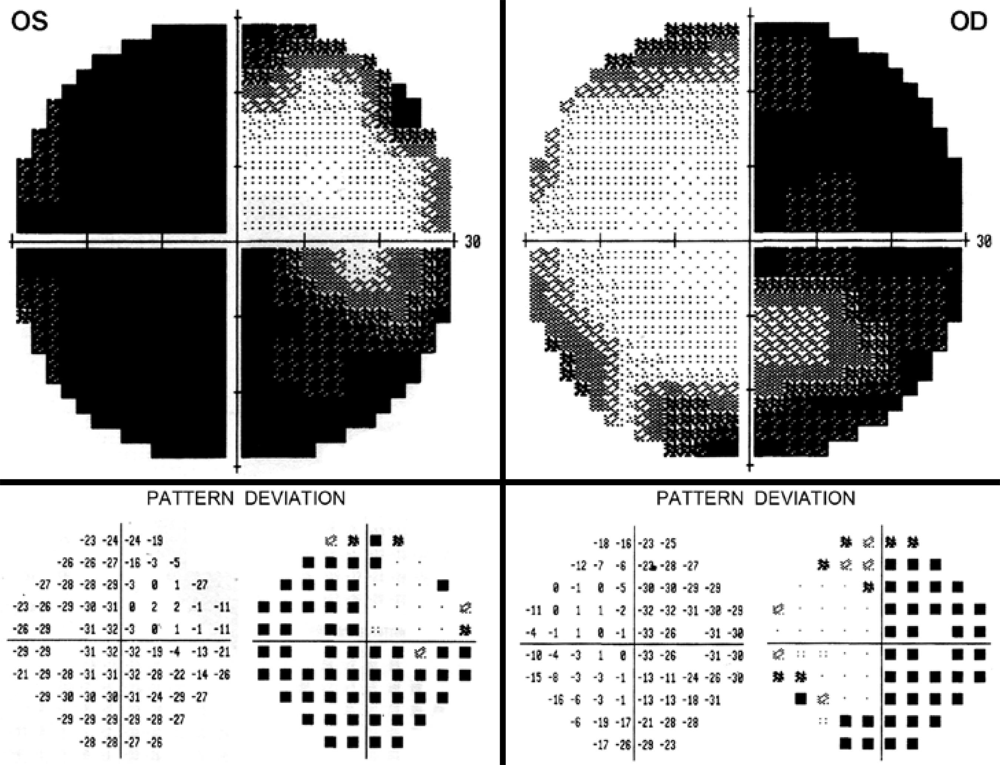 OS
OD
30
30
PATTERN DEVIATION
-23 -24 -24 -19
-26 -26 -27 -16 -3 -5
-27 -28 -28 -29 -3 0 1 -27
-23 -26 -29 -30 -31 0 2 2 -1 -11
-26 -29 -31 -32 -3 0 1 -1 -11
-29 -29 -31 -32 -32 -19 -4 -13 -21
-21 -29 -28 -31 -31 -32 -28 -22 -14 -26
-29 -30 -30 -30 -31 -24 -29 -27
-29 -29 -29 -29 -28 -27
-28 -28 -27 -26
PATTERN DEVIATION
-18 -16 -23 -25
-12 -7 -6 -28 -27
0 -1 0 -5 -30 -30 -29 -29
-11 0 1 1 -2 -32 -32 -31 -30 -29
-4 -1 1 0 -1 -33 -26 -31 -30
-10 -4 -3 1 0 -33 -26 -31 -30
-15 -8 -3 -3 -1 -13 -11 -24 -26 -30
-16 -6 -3 -1 -13 -13 -18 -31
-6 -19 -17 -21 -28 -28
-17 -26 -29 -23